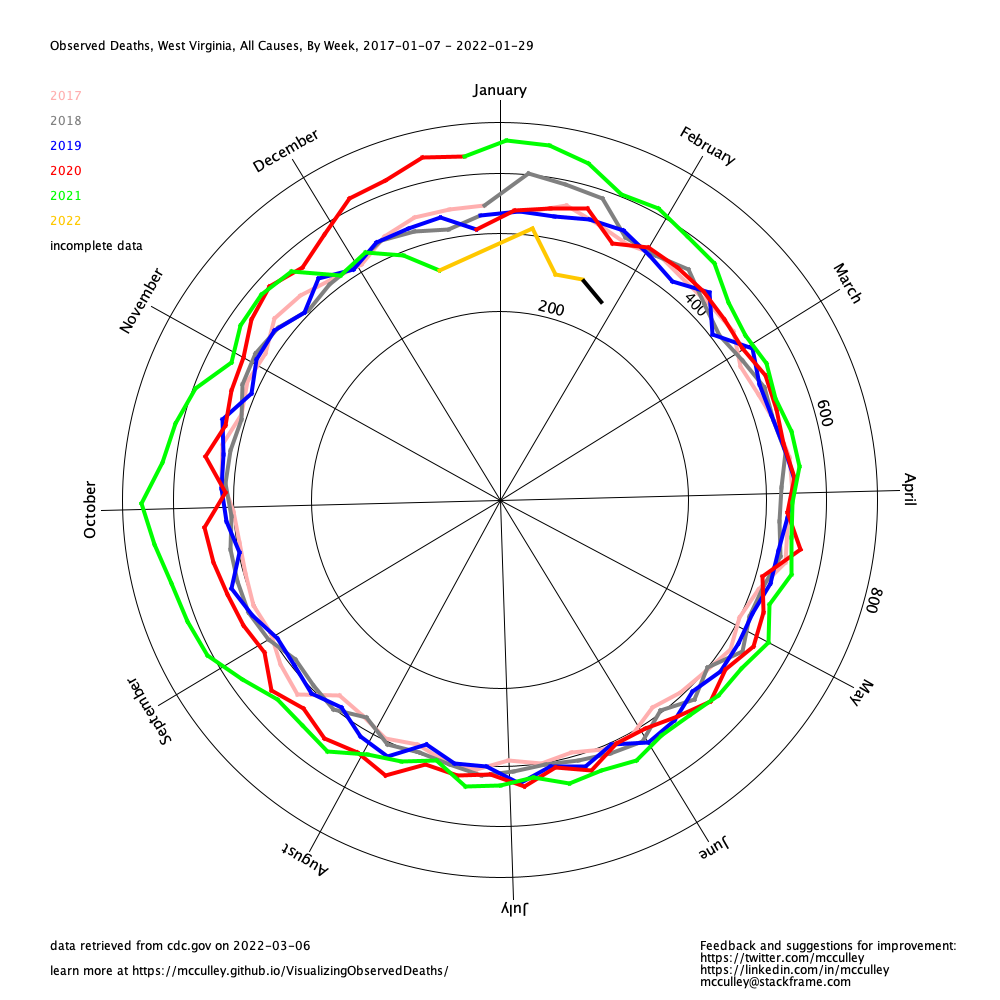 Observed Deaths, West Virginia, All Causes, By Week, 2017-01-07 - 2022-01-29
2017
2018
2019
2020
2021
2022
incomplete data
January
February
March
April
May
June
July
August
September
October
November
December
200
400
600
800
data retrieved from cdc.gov on 2022-03-06
learn more at https://mcculley.github.io/VisualizingObservedDeaths/
Feedback and suggestions for improvement:
https://twitter.com/mcculley
https://linkedin.com/in/mcculley
mcculley@stackframe.com